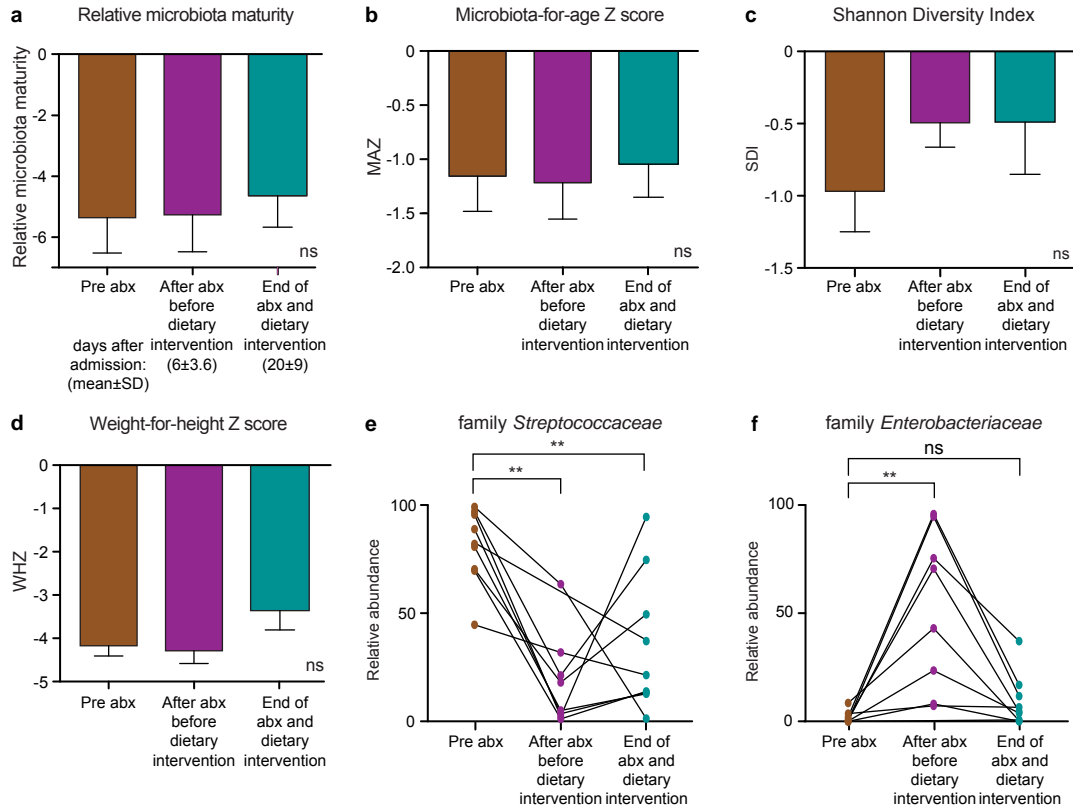 a Relative microbiota maturity
Relative microbiota maturity
0
-2
-4
-6
ns
Pre abx
After abx
before
dietary
intervention
(6±3.6)
End of
abx and
dietary
intervention
(20±9)
days after
admission:
(mean±SD)
b Microbiota-for-age Z score
MAZ
0
-0.5
-1.0
-1.5
-2.0
ns
Pre abx
After abx
before
dietary
intervention
End of
abx and
dietary
intervention
c Shannon Diversity Index
SDI
0
-0.5
-1.0
-1.5
ns
Pre abx
After abx
before
dietary
intervention
End of
abx and
dietary
intervention
d Weight-for-height Z score
WHZ
0
-1
-2
-3
-4
-5
ns
Pre abx
After abx
before
dietary
intervention
End of
abx and
dietary
intervention
e family Streptococcaceae
**
**
Relative abundance
100
50
0
Pre abx
After abx
before
dietary
intervention
End of
abx and
dietary
intervention
f family Enterobacteriaceae
ns
**
Relative abundance
100
50
0
Pre abx
After abx
before
dietary
intervention
End of
abx and
dietary
intervention